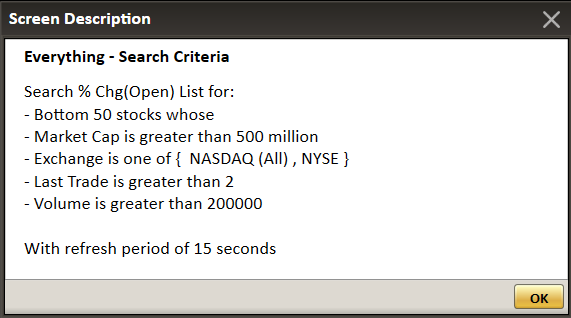 Screen Description
Everything - Search Criteria
Search % Chg(Open) List for:
- Bottom 50 stocks whose
- Market Cap is greater than 500 million
- Exchange is one of {  NASDAQ (All) , NYSE }
- Last Trade is greater than 2
- Volume is greater than 200000
With refresh period of 15 seconds
OK